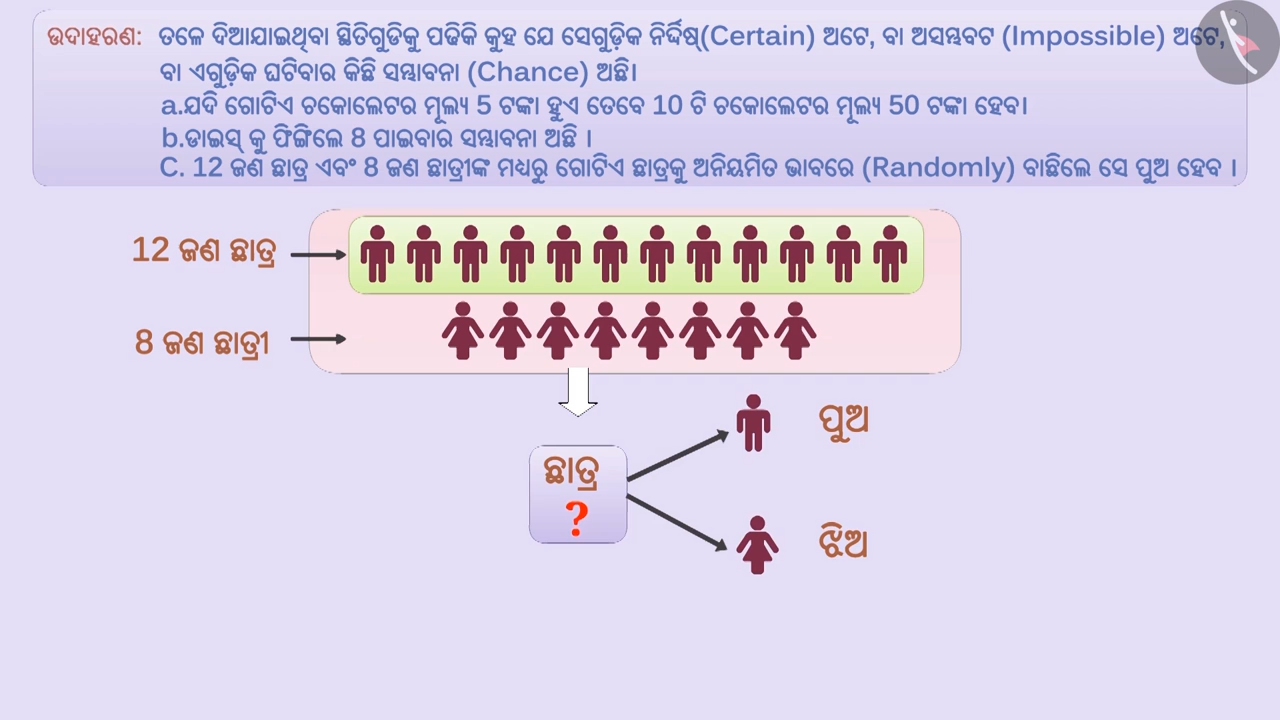 ଉଦାହରଣ: ତଳେ ଦିଆଯାଇଥିବା ସ୍ଥିତିଗୁଡିକୁ ପଢିକି କୁହ ଯେ ସେଗୁଡ଼ିକ ନିର୍ଦ୍ଦିଷ୍(Certain) ଅଟେ, ବା ଅସମ୍ଭବଟ (Impossible) ଅଟେ,
ବା ଏଗୁଡ଼ିକ ଘଟିବାର କିଛି ସମ୍ଭାବନା (Chance) ଅଛି।
a.ଯଦି ଗୋଟିଏ ଚକୋଲେଟର ମୂଲ୍ୟ 5 ଟଙ୍କା ହୁଏ ତେବେ 10 ଟି ଚକୋଲେଟର ମୂଲ୍ୟ 50 ଟଙ୍କା ହେବ।
b.ଡାଇସ୍ କୁ ଫିଙ୍ଗିଲେ 8 ପାଇବାର ସମ୍ଭାବନା ଅଛି ।
C. 12 ଜଣ ଛାତ୍ର ଏବଂ 8 ଜଣ ଛାତ୍ରୀଙ୍କ ମଧ୍ୟରୁ ଗୋଟିଏ ଛାତ୍ରକୁ ଅନିୟମିତ ଭାବରେ (Randomly) ବାଛିଲେ ସେ ପୁଅ ହେବ ।
12 ଜଣ ଛାତ୍ର
8 ଜଣ ଛାତ୍ରୀ
ପୁଅ
ଛାତ୍ର
?
ଝିଅ